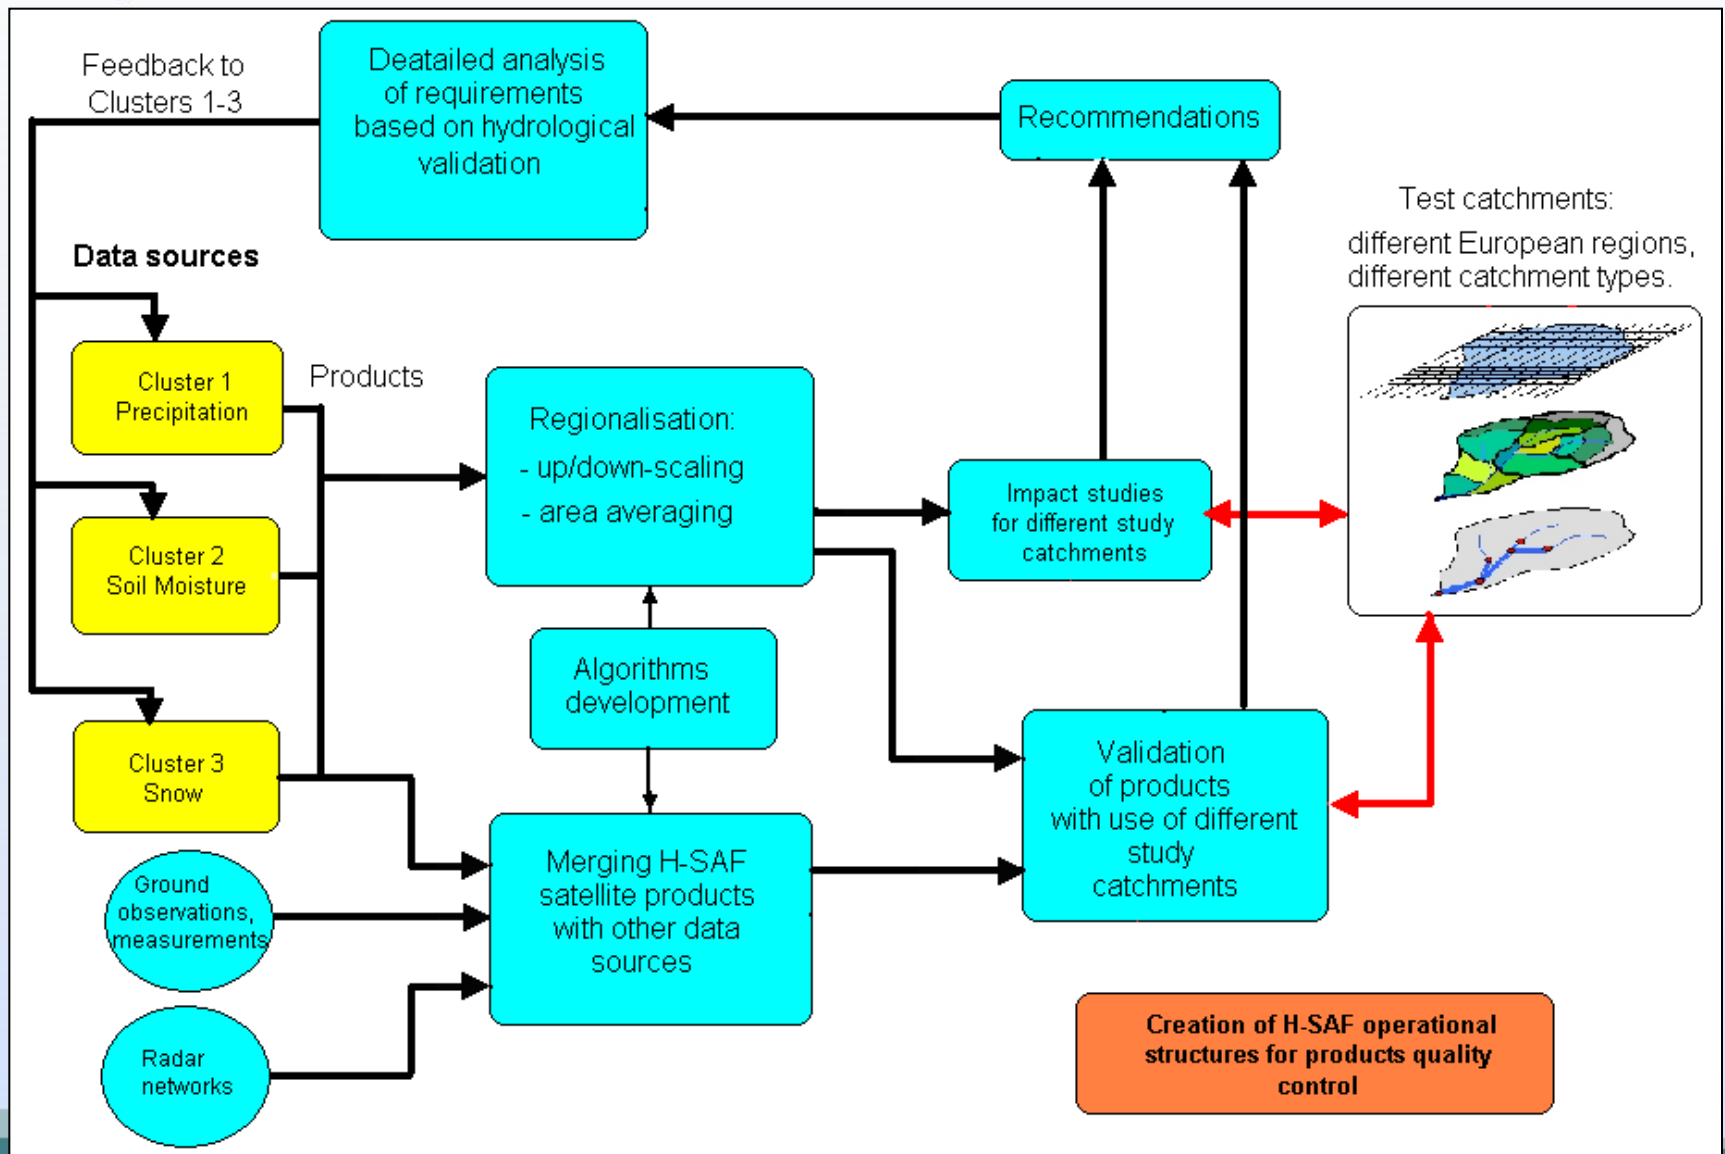 Feedback to
Clusters 1-3
Deatailed analysis
of requirements
based on hydrological
validation
Recommendations
Test catchments:
different European regions,
different catchment types.
Data sources
Cluster 1
Precipitation
Products
Regionalisation:
- up/down-scaling
- area averaging
Impact studies
for different study
catchments
Cluster 2
Soil Moisture
Algorithms
development
Cluster 3
Snow
Validation
of products
with use of different
study
catchments
Ground
observations,
measurements
Merging H-SAF
satellite products
with other data
sources
Radar
networks
Creation of H-SAF operational
structures for products quality
control